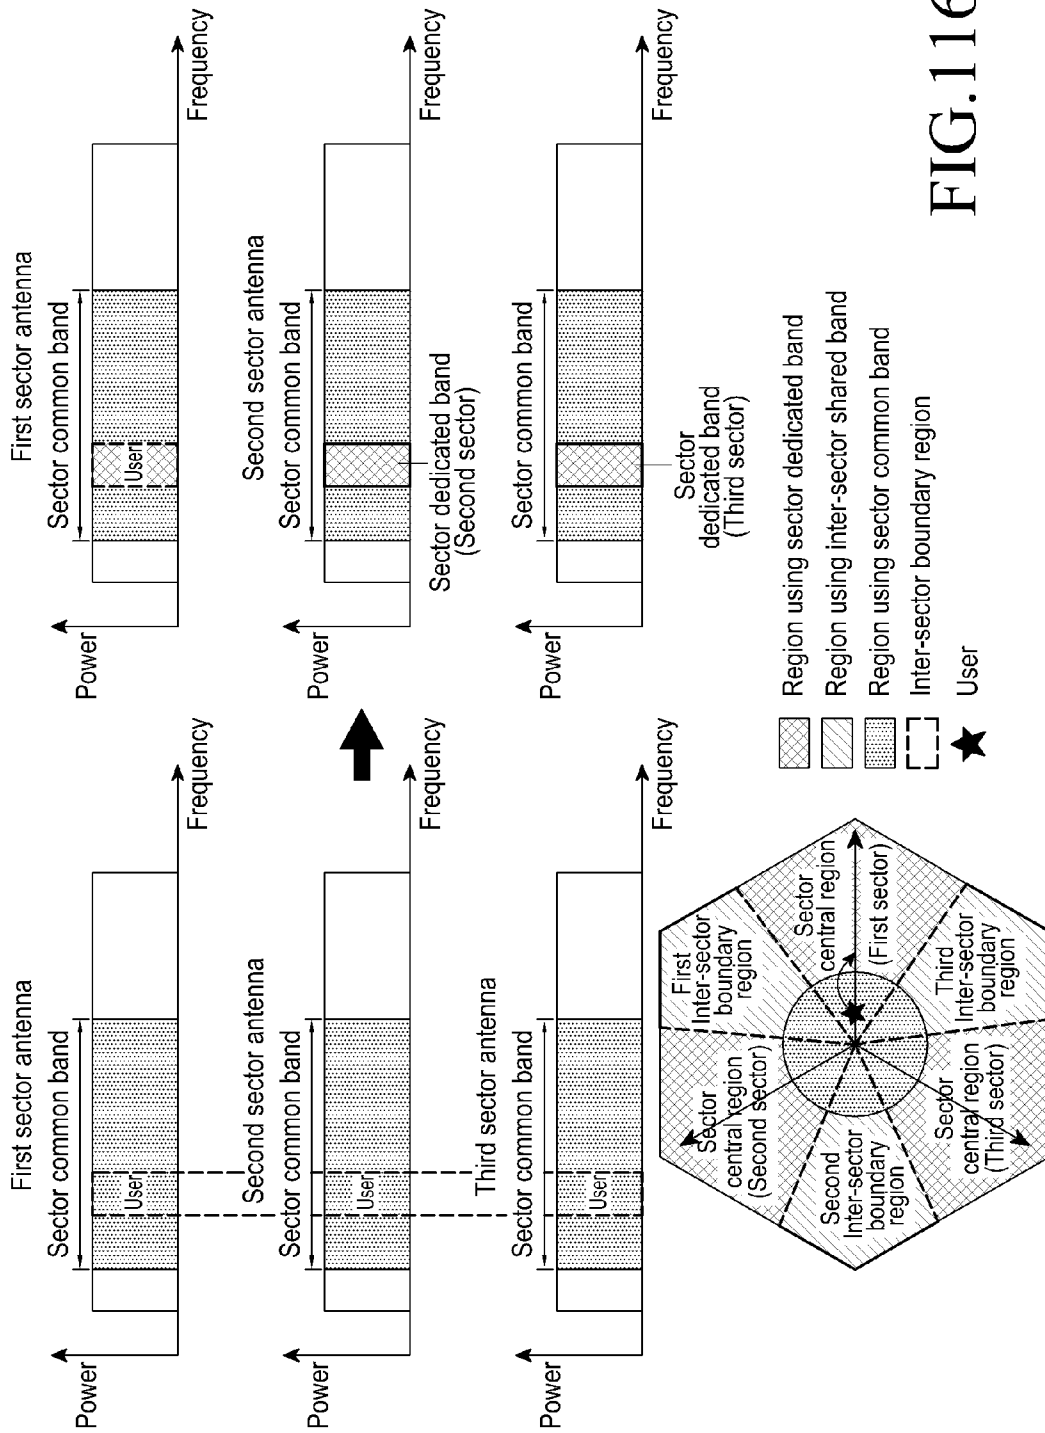 First sector antenna
Sector common band
Power
User
Frequency
Second sector antenna
Sector common band
Power
User
Frequency
Third sector antenna
Sector common band
Power
User
Frequency
First sector antenna
Sector common band
Power
User
Frequency
Second sector antenna
Sector common band
Power
Frequency
Sector dedicated band
(Second sector)
Sector common band
Power
Frequency
Sector
dedicated band
(Third sector)
First
Inter-sector
boundary
region
Sector
central region
(First sector)
Sector
central region
(Second sector)
Second
Inter-sector
boundary
region
Third
Inter-sector
boundary
region
Sector
central region
(Third sector)
Region using sector dedicated band
Region using inter-sector shared band
Region using sector common band
Inter-sector boundary region
User
FIG.116